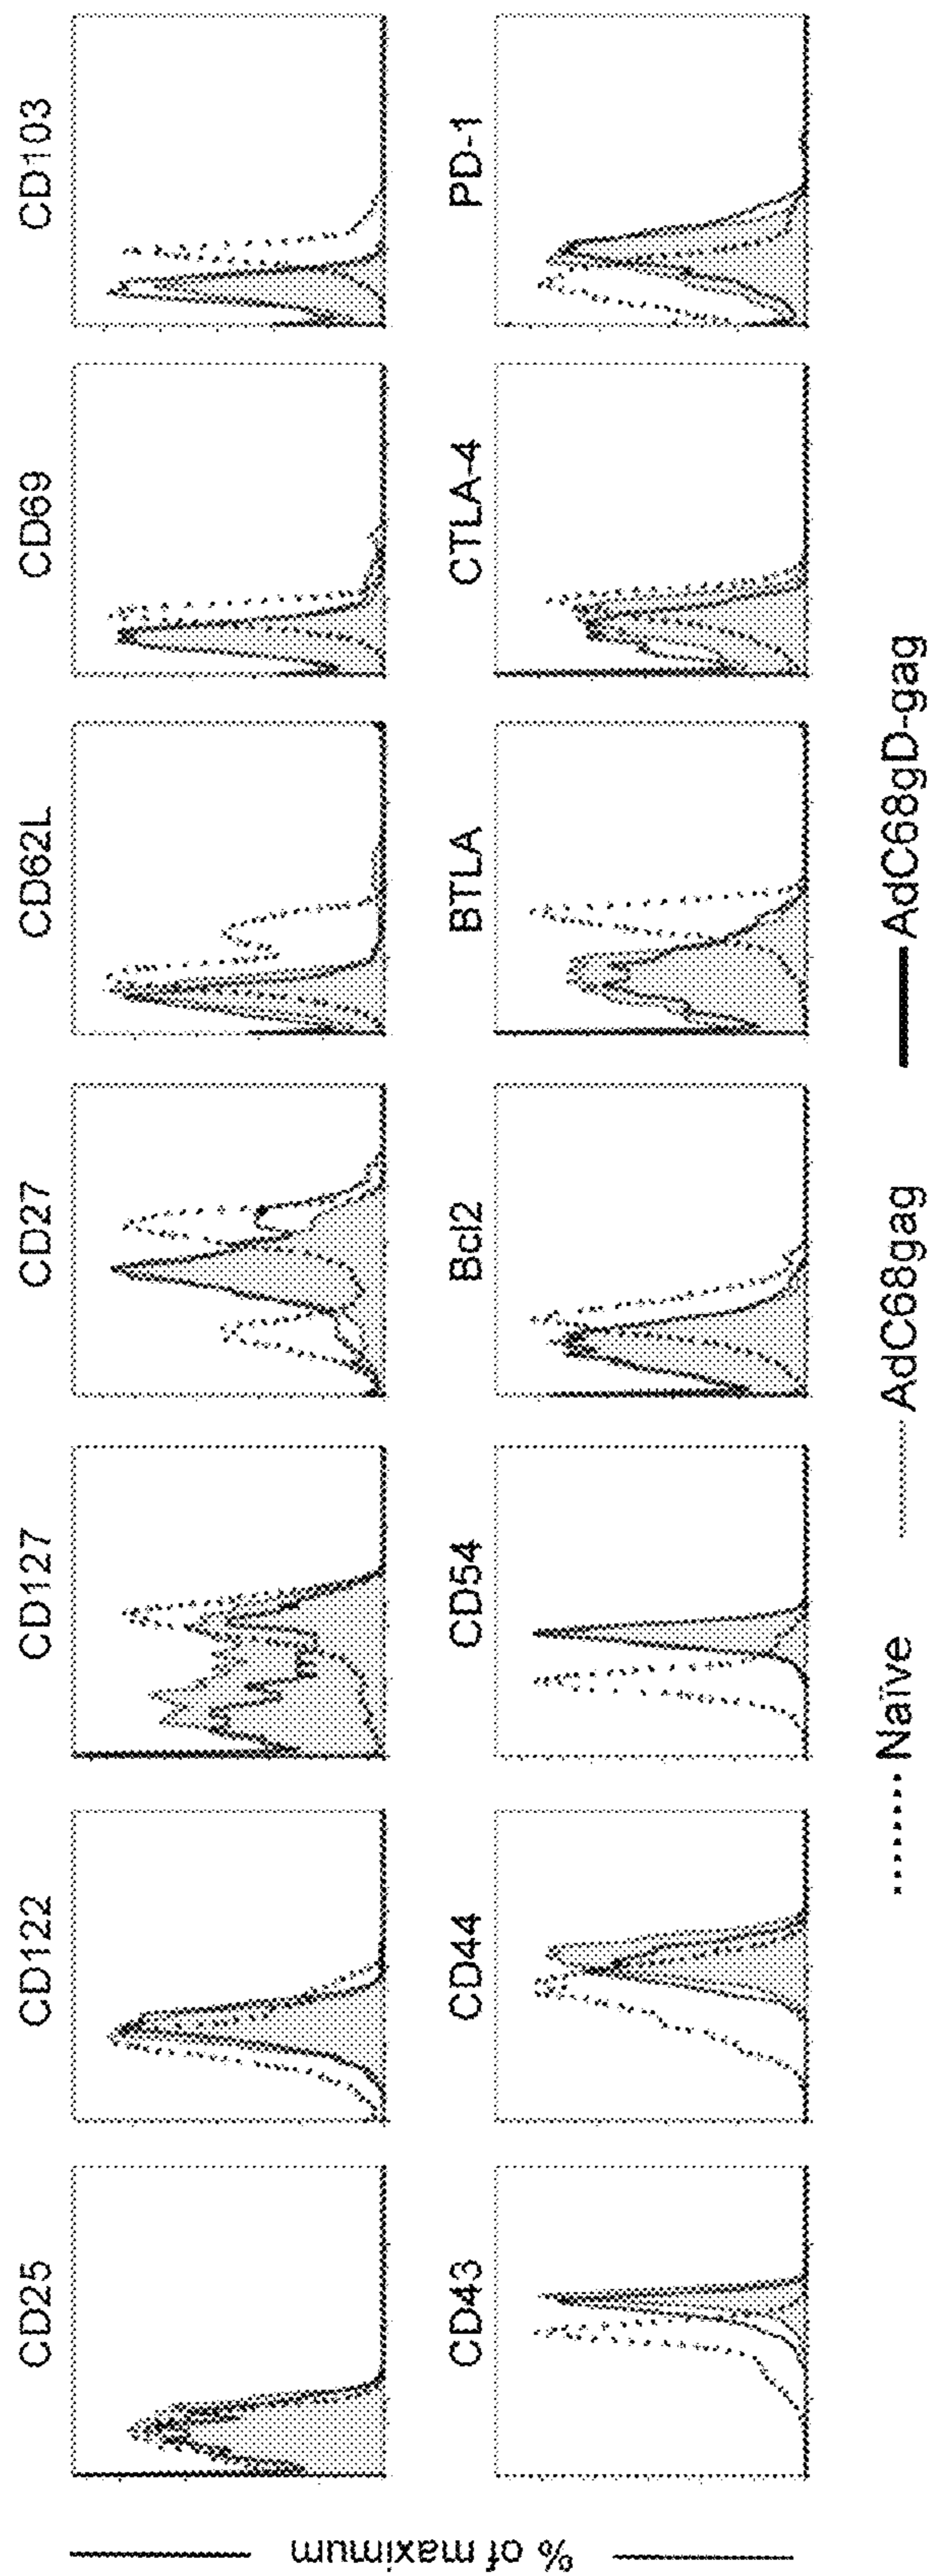 CD25 CD122 CD127 CD27 CD62L CD69 CD103
CD43 CD44 CD54 Bcl2 BTLA CTLA-4 PD-1
% of maximum
Naïve AdC68gag AdC68gD-gag